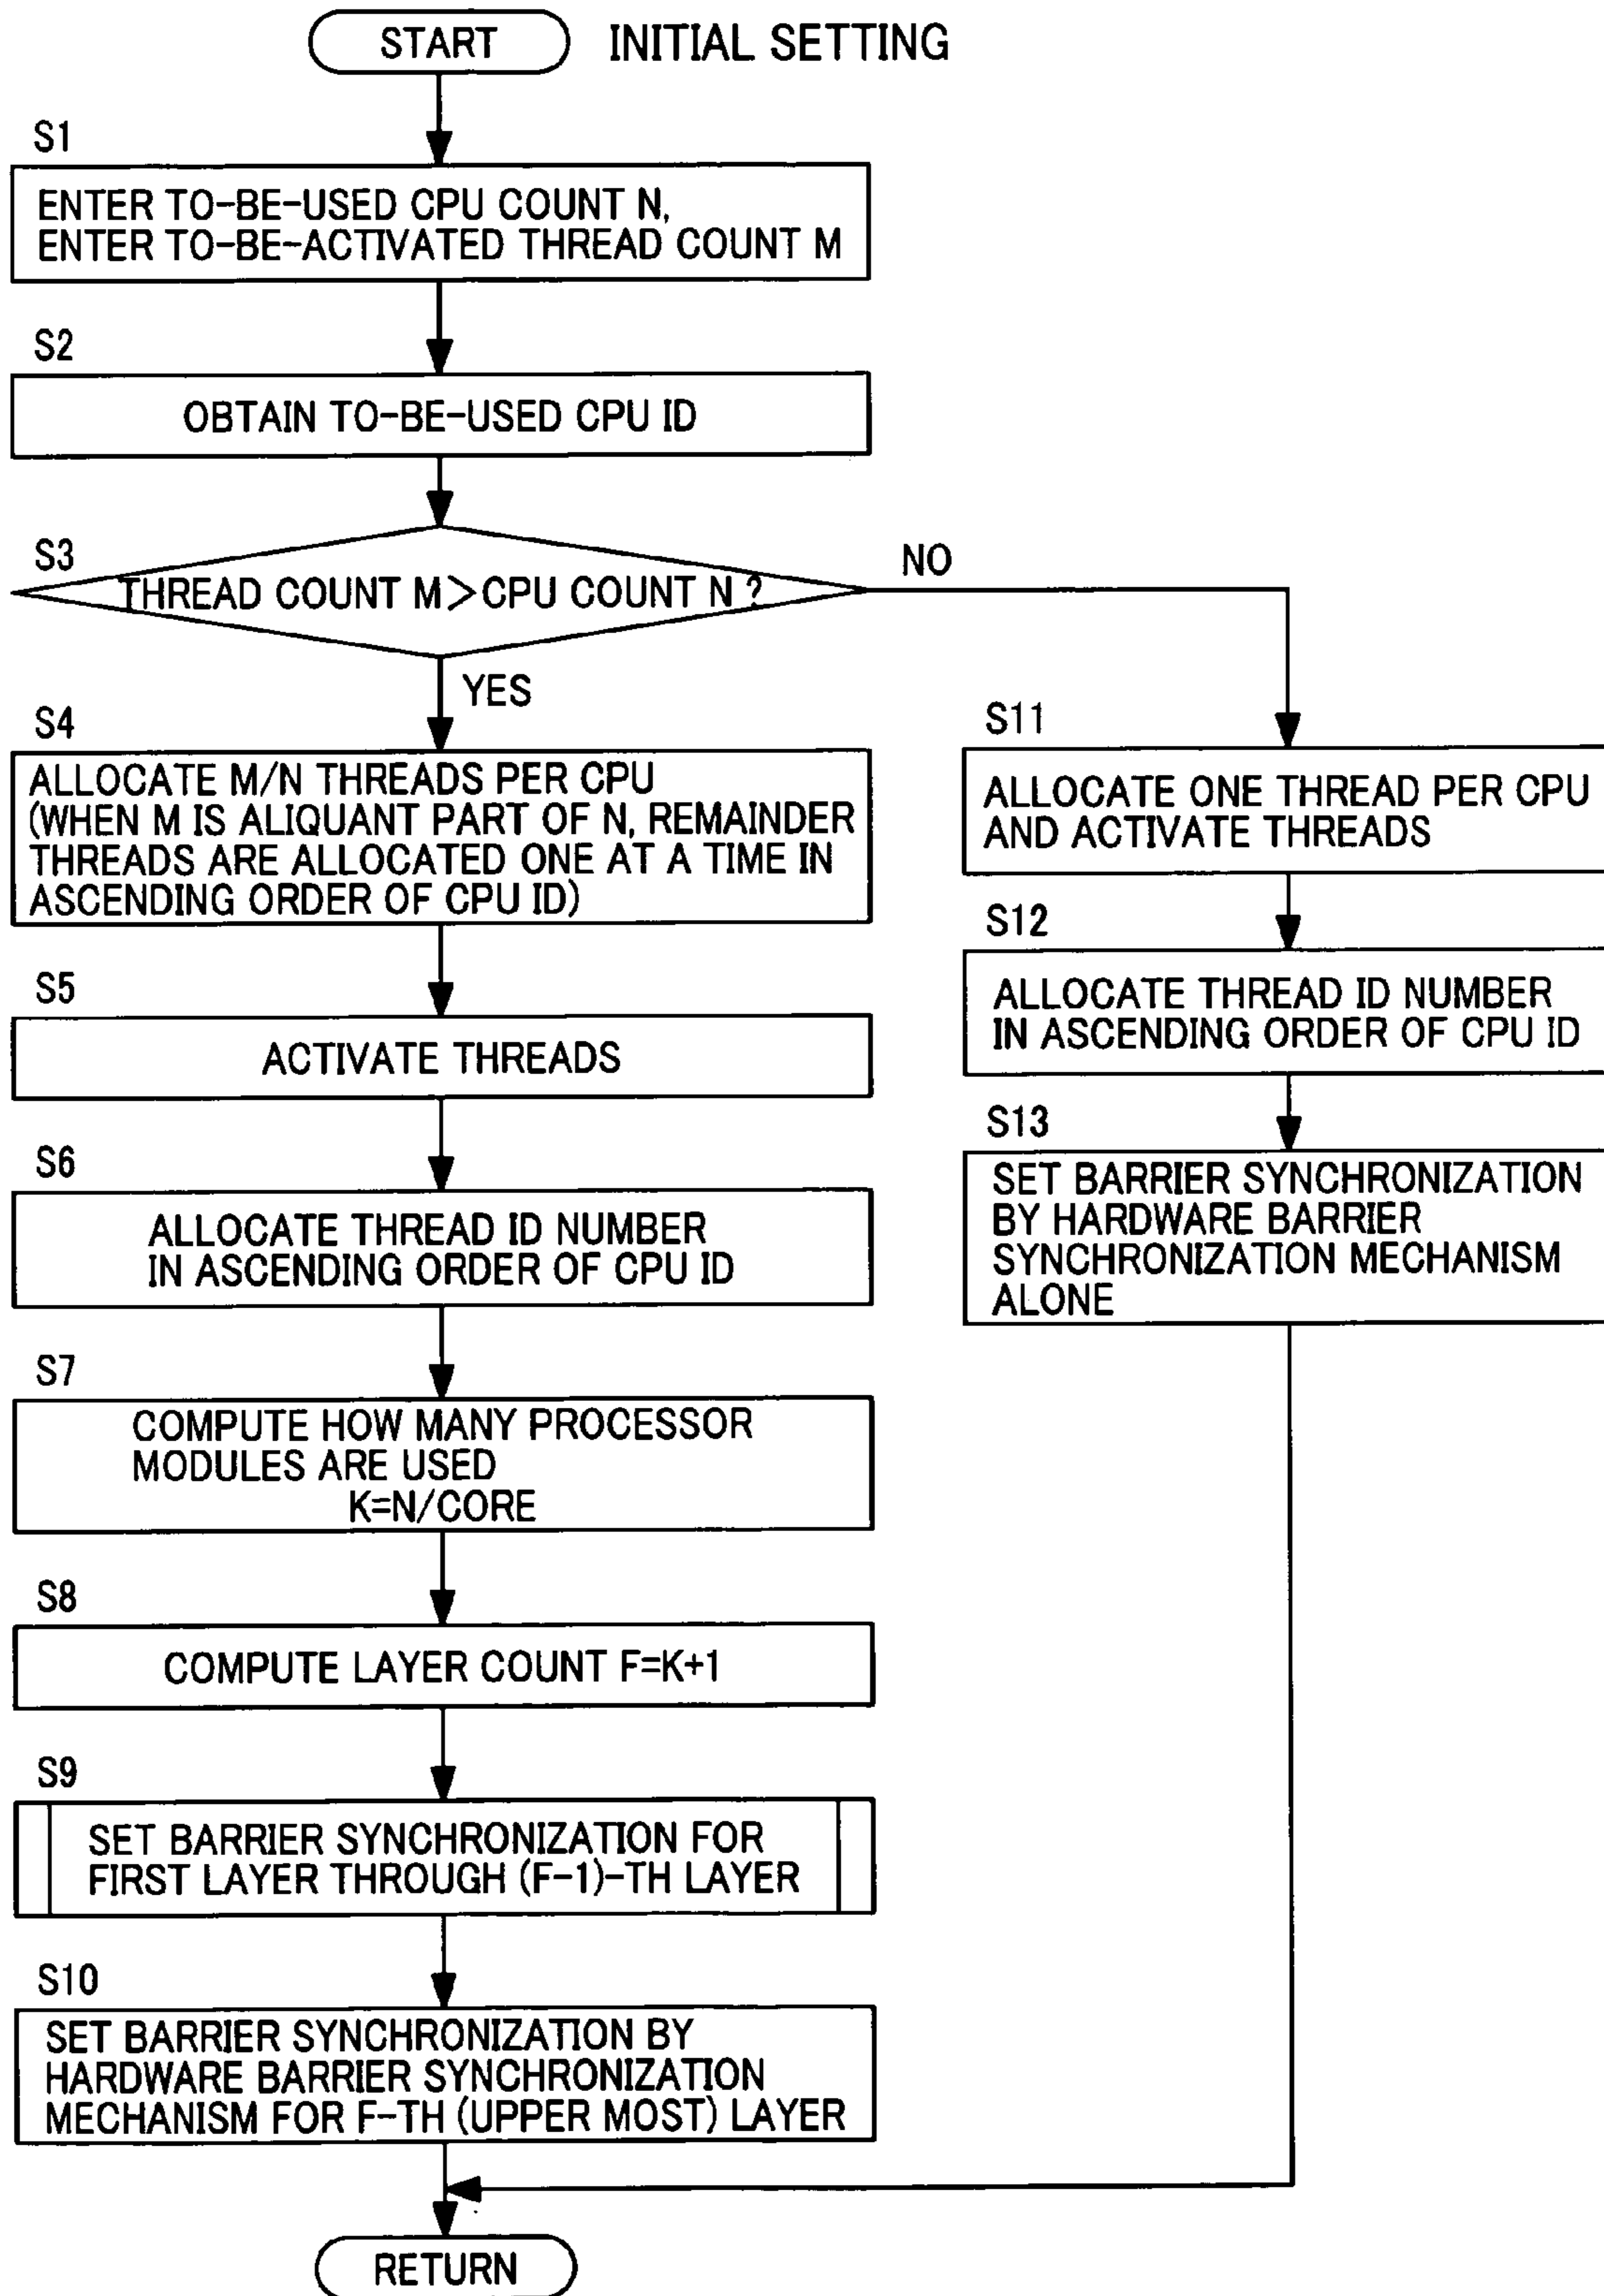 START
INITIAL SETTING
S1
ENTER TO-BE-USED CPU COUNT N,
ENTER TO-BE-ACTIVATED THREAD COUNT M
S2
OBTAIN TO-BE-USED CPU ID
S3
THREAD COUNT M>CPU COUNT N ?
NO
YES
S4
ALLOCATE M/N THREADS PER CPU
(WHEN M IS ALIQUANT PART OF N, REMAINDER
THREADS ARE ALLOCATED ONE AT A TIME IN
ASCENDING ORDER OF CPU ID)
S5
ACTIVATE THREADS
S6
ALLOCATE THREAD ID NUMBER
IN ASCENDING ORDER OF CPU ID
S7
COMPUTE HOW MANY PROCESSOR
MODULES ARE USED
K=N/CORE
S8
COMPUTE LAYER COUNT F=K+1
S9
SET BARRIER SYNCHRONIZATION FOR
FIRST LAYER THROUGH (F-1)-TH LAYER
S10
SET BARRIER SYNCHRONIZATION BY
HARDWARE BARRIER SYNCHRONIZATION
MECHANISM FOR F-TH (UPPER MOST) LAYER
S11
ALLOCATE ONE THREAD PER CPU
AND ACTIVATE THREADS
S12
ALLOCATE THREAD ID NUMBER
IN ASCENDING ORDER OF CPU ID
S13
SET BARRIER SYNCHRONIZATION
BY HARDWARE BARRIER
SYNCHRONIZATION MECHANISM
ALONE
RETURN